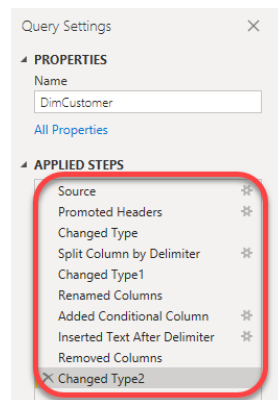 Query Settings
PROPERTIES
Name
DimCustomer
All Properties
APPLIED STEPS
Source
Promoted Headers
Changed Type
Split Column by Delimiter
Changed Type1
Renamed Columns
Added Conditional Column
Inserted Text After Delimiter
Removed Columns
Changed Type2